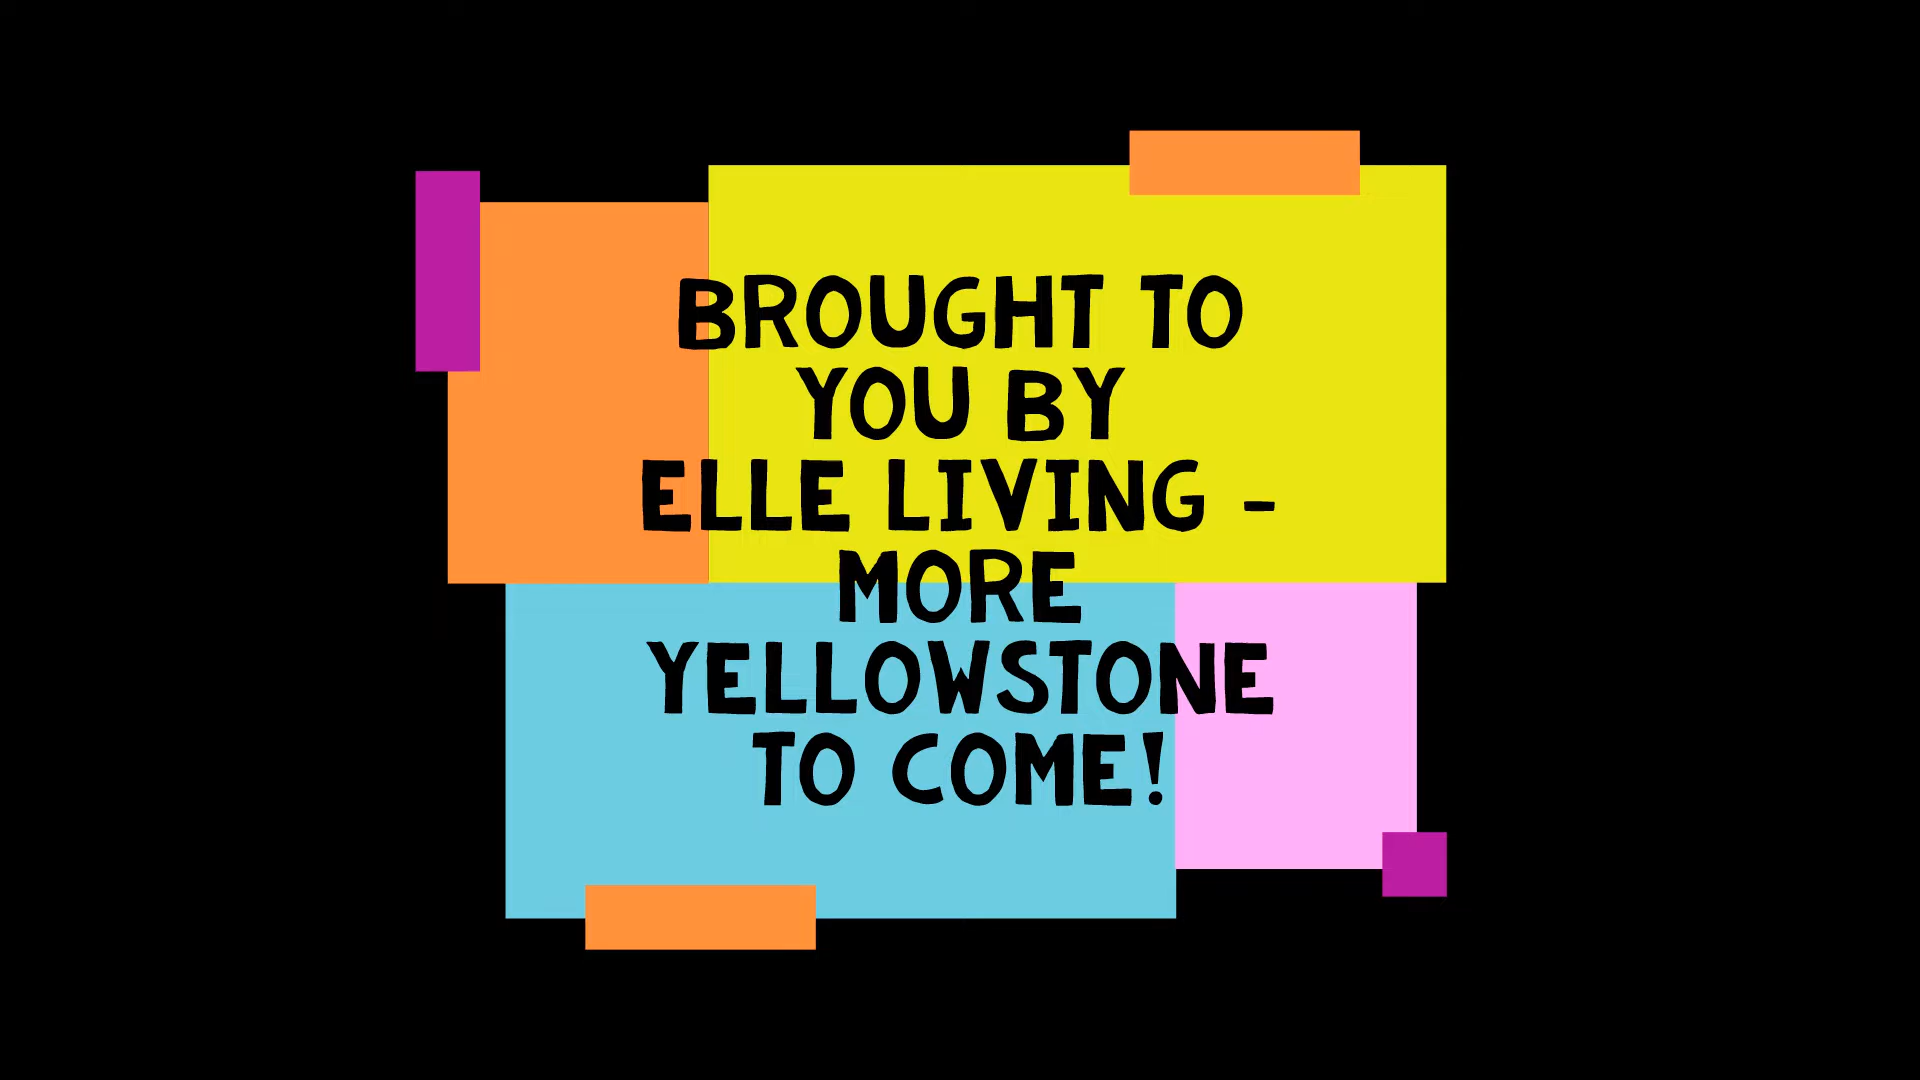 BROUGHT TO
YOU BY
ELLE LIVING -
MORE
YELLOWSTONE
TO COME!